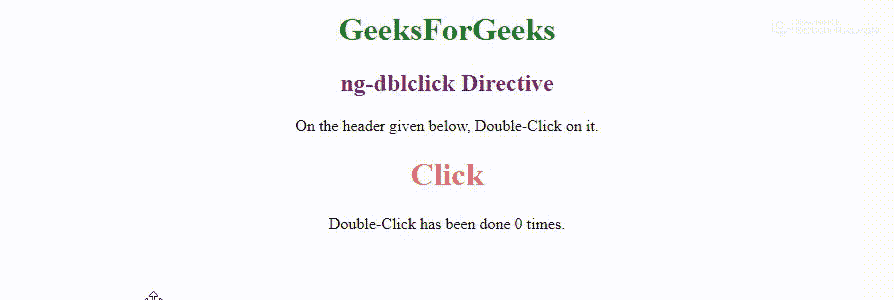 GeeksForGeeks
ng-dblclick Directive
On the header given below, Double-Click on it.
Click
Double-Click has been done 0 times.